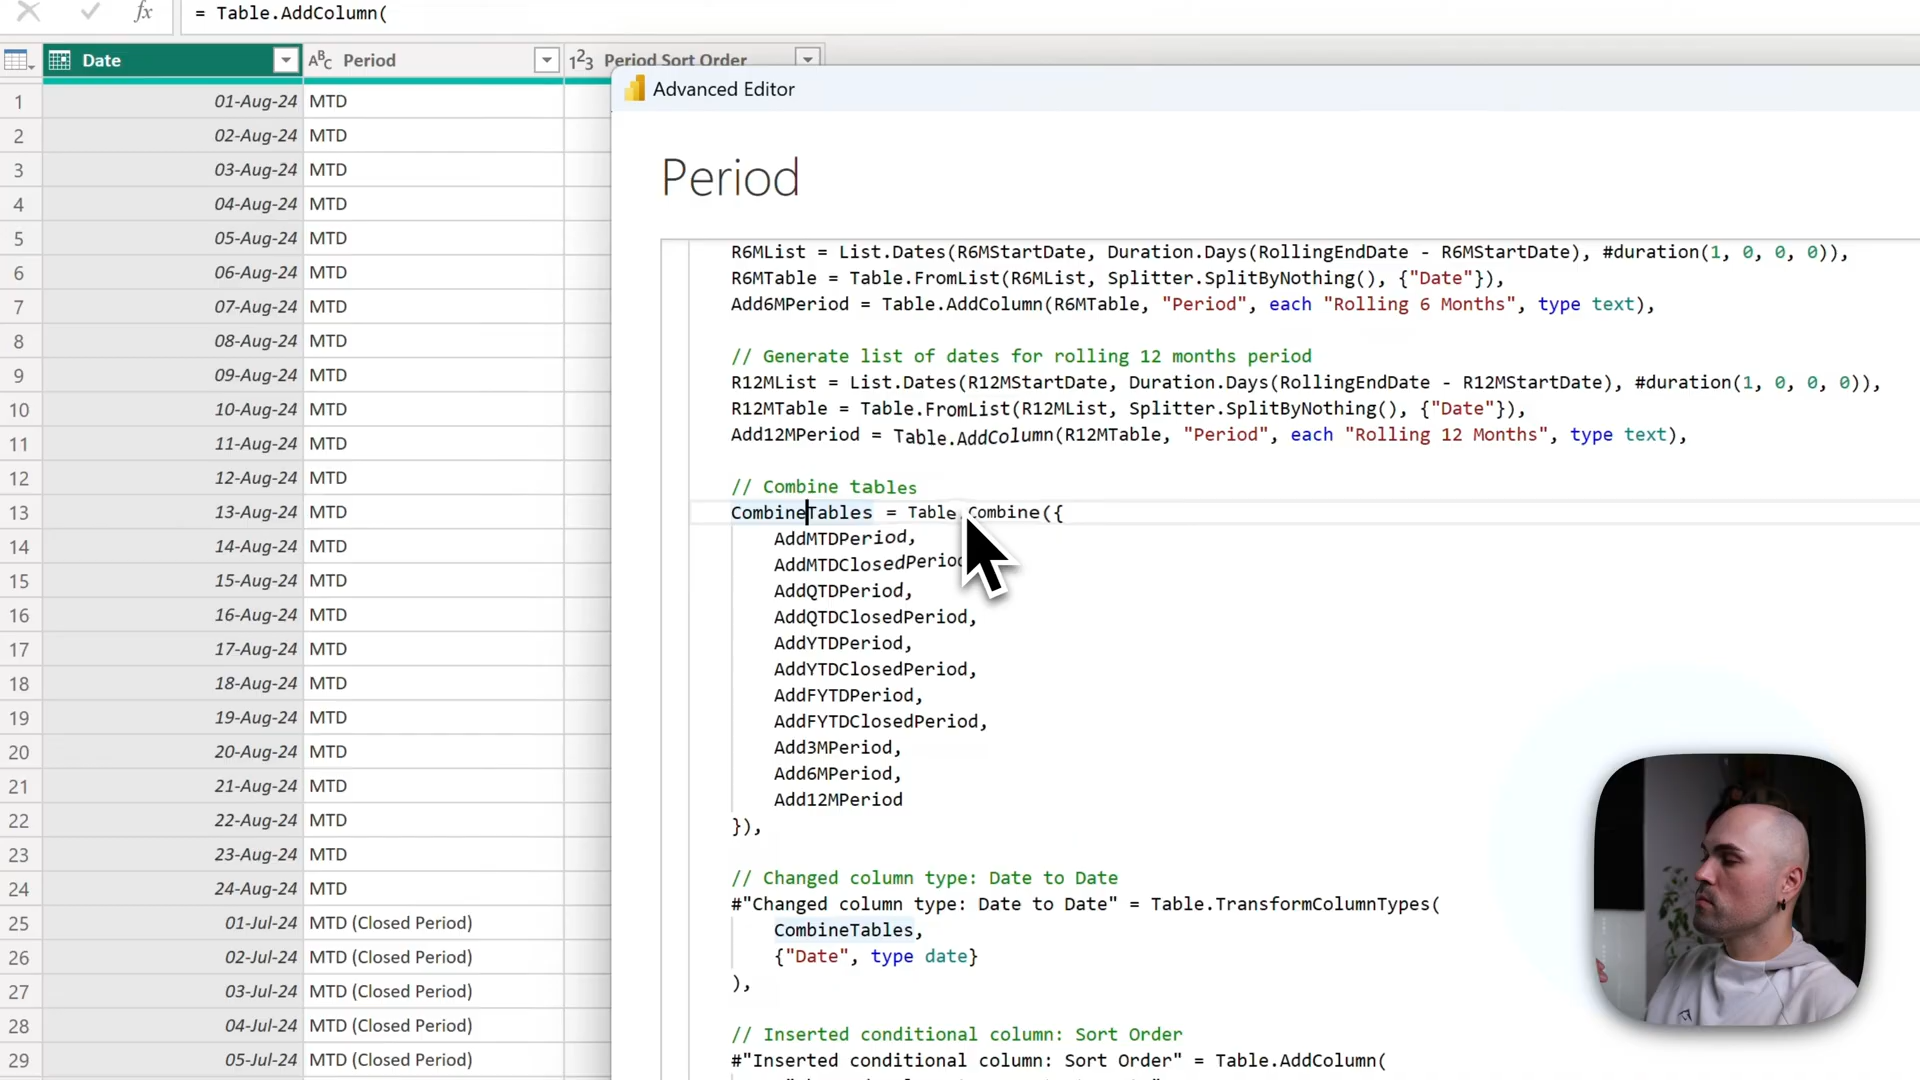 fx = Table.AddColumn(
Date ABC Period 123 Period Sort Order
1 01-Aug-24 MTD
2 02-Aug-24 MTD
3 03-Aug-24 MTD
4 04-Aug-24 MTD
5 05-Aug-24 MTD
6 06-Aug-24 MTD
7 07-Aug-24 MTD
8 08-Aug-24 MTD
9 09-Aug-24 MTD
10 10-Aug-24 MTD
11 11-Aug-24 MTD
12 12-Aug-24 MTD
13 13-Aug-24 MTD
14 14-Aug-24 MTD
15 15-Aug-24 MTD
16 16-Aug-24 MTD
17 17-Aug-24 MTD
18 18-Aug-24 MTD
19 19-Aug-24 MTD
20 20-Aug-24 MTD
21 21-Aug-24 MTD
22 22-Aug-24 MTD
23 23-Aug-24 MTD
24 24-Aug-24 MTD
25 01-Jul-24 MTD (Closed Period)
26 02-Jul-24 MTD (Closed Period)
27 03-Jul-24 MTD (Closed Period)
28 04-Jul-24 MTD (Closed Period)
29 05-Jul-24 MTD (Closed Period)
Advanced Editor
Period
R6MList = List.Dates(R6MStartDate, Duration.Days(RollingEndDate - R6MStartDate), #duration(1, 0, 0, 0)),
R6MTable = Table.FromList(R6MList, Splitter.SplitByNothing(), {"Date"}),
Add6MPeriod = Table.AddColumn(R6MTable, "Period", each "Rolling 6 Months", type text),
// Generate list of dates for rolling 12 months period
R12MList = List.Dates(R12MStartDate, Duration.Days(RollingEndDate - R12MStartDate), #duration(1, 0, 0, 0)),
R12MTable = Table.FromList(R12MList, Splitter.SplitByNothing(), {"Date"}),
Add12MPeriod = Table.AddColumn(R12MTable, "Period", each "Rolling 12 Months", type text),
// Combine tables
CombineTables = Table.Combine({
AddMTDPeriod,
AddMTDClosedPeriod
AddQTDPeriod,
AddQTDClosedPeriod,
AddYTDPeriod,
AddYTDClosedPeriod,
AddFYTDPeriod,
AddFYTDClosedPeriod,
Add3MPeriod,
Add6MPeriod,
Add12MPeriod
}),
// Changed column type: Date to Date
#"Changed column type: Date to Date" = Table.TransformColumnTypes(
CombineTables,
{"Date", type date}
),
// Inserted conditional column: Sort Order
#"Inserted conditional column: Sort Order" = Table.AddColumn(